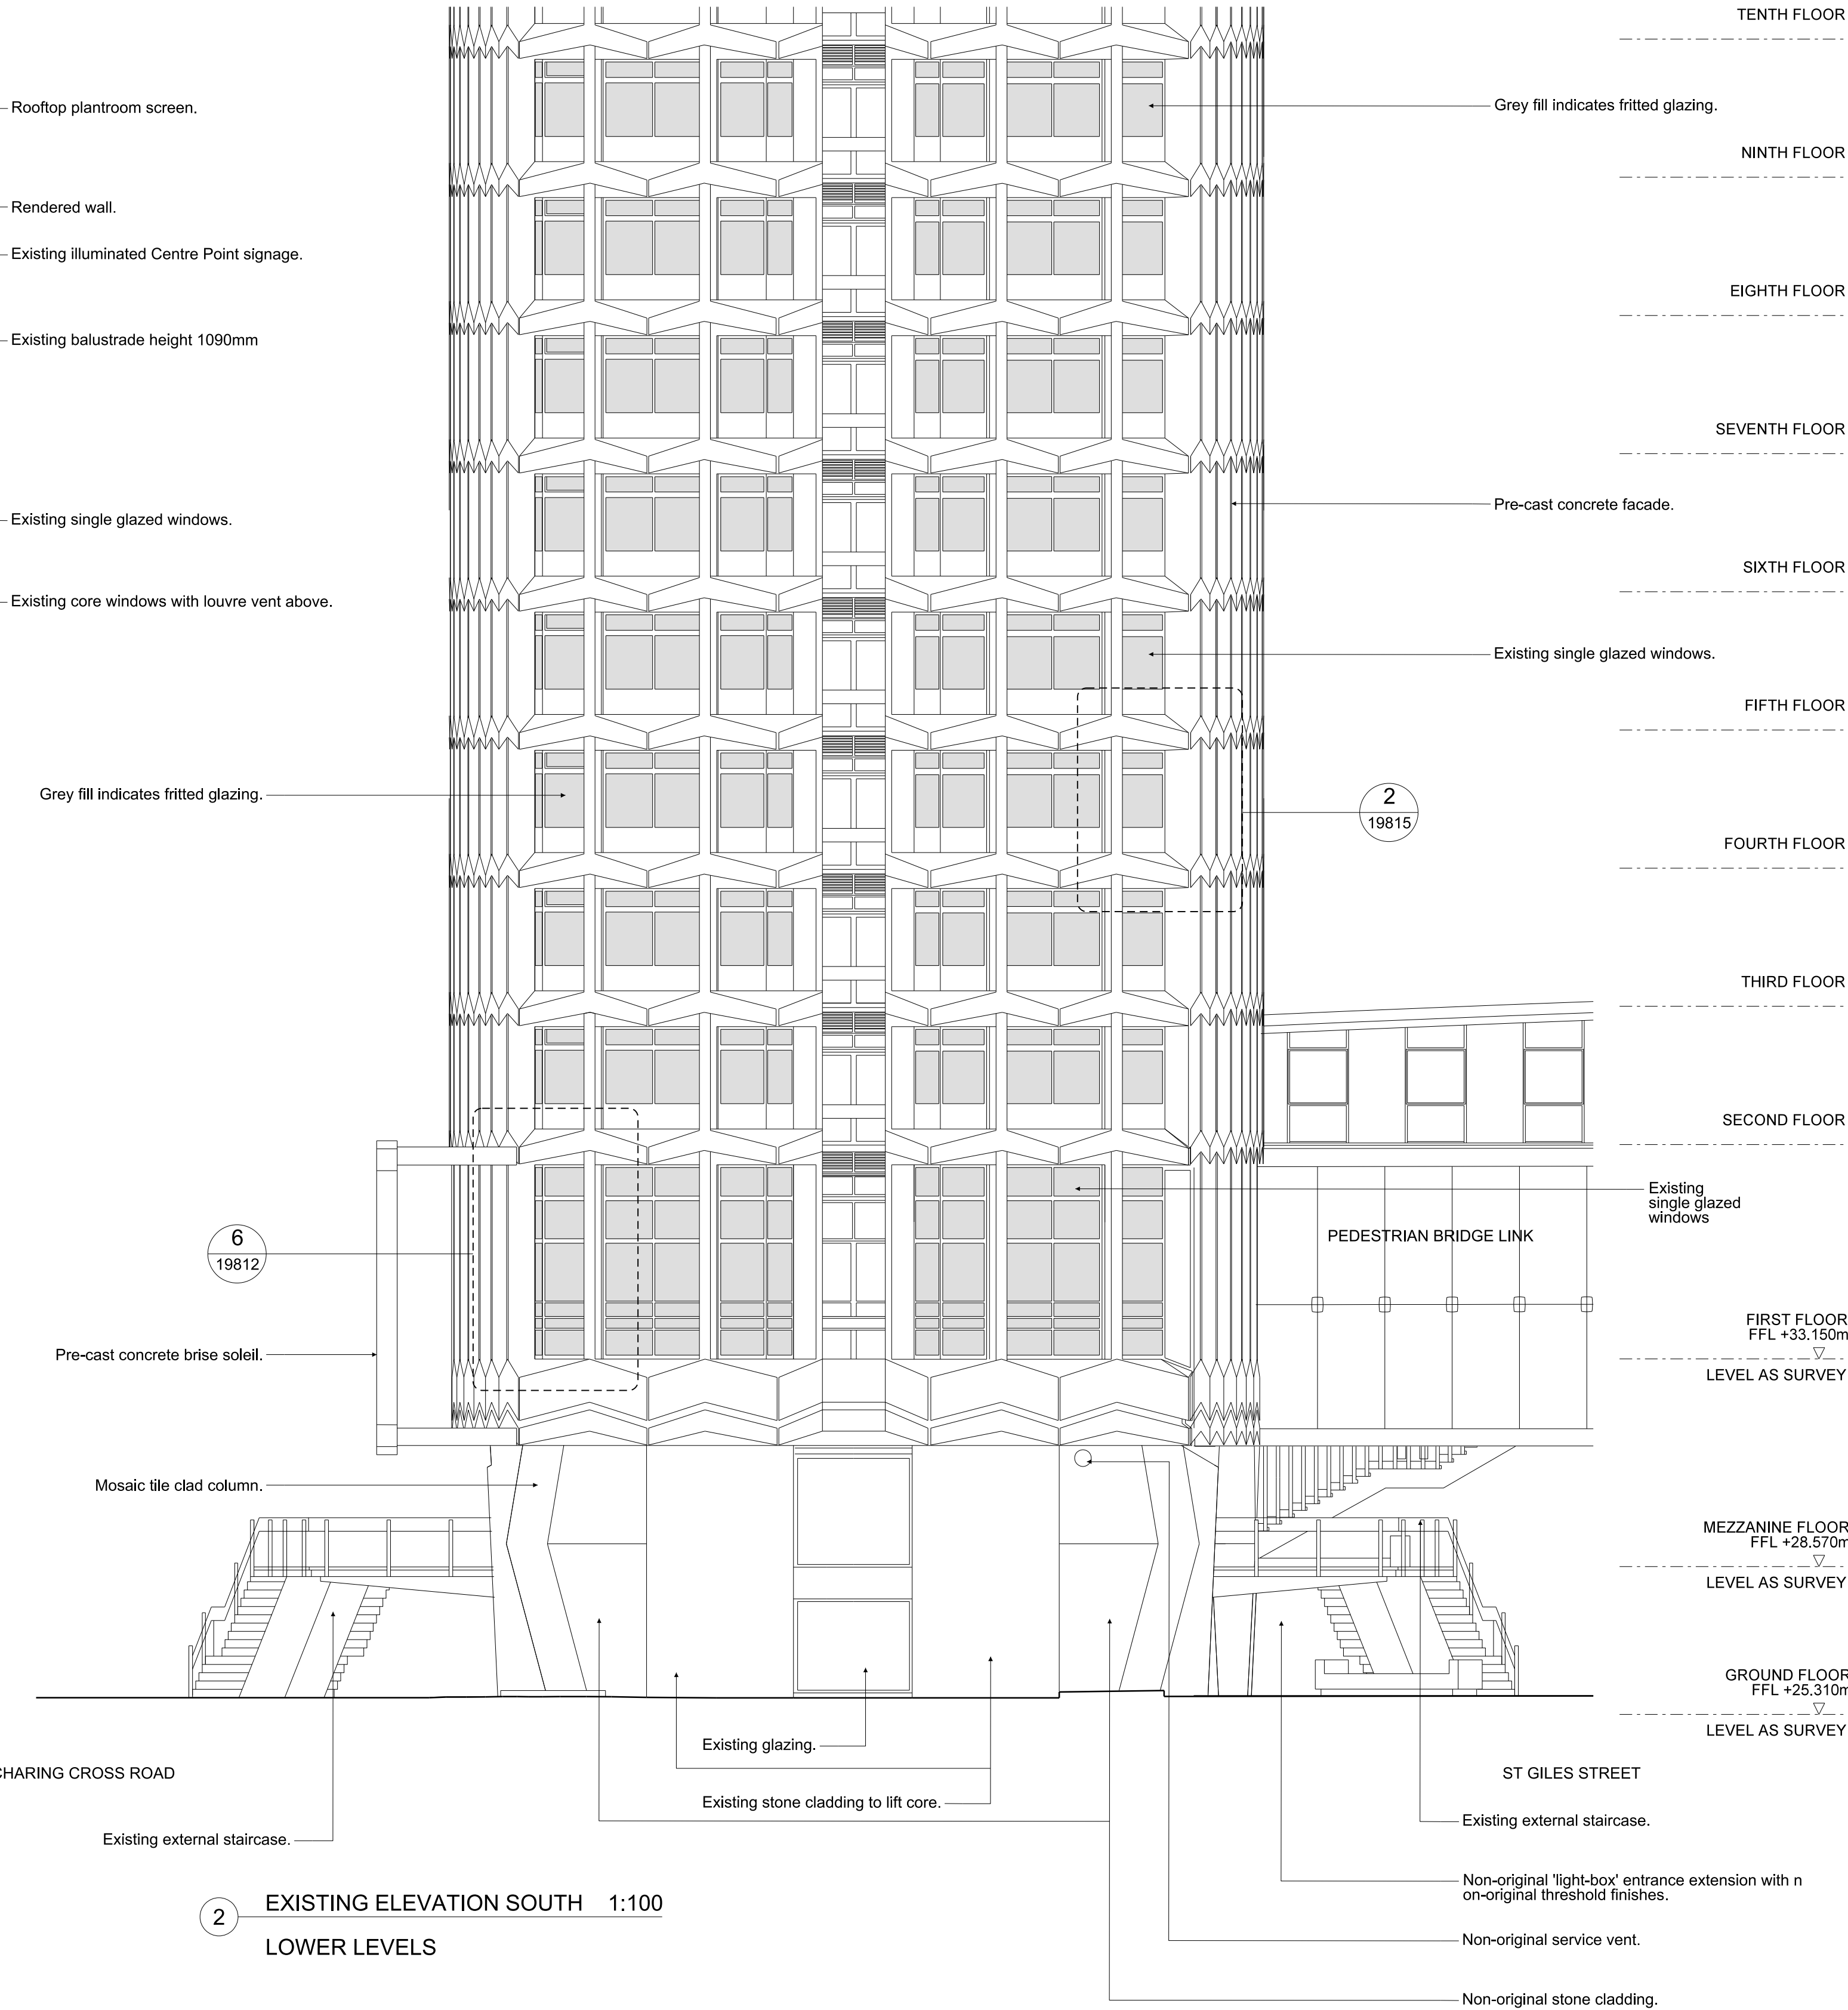 TENTH FLOOR
Rooftop plantroom screen.
Grey fill indicates fritted glazing.
NINTH FLOOR
Rendered wall.
Existing illuminated Centre Point signage.
EIGHTH FLOOR
Existing balustrade height 1090mm
SEVENTH FLOOR
Pre-cast concrete facade.
Existing single glazed windows.
SIXTH FLOOR
Existing core windows with louvre vent above.
Existing single glazed windows.
FIFTH FLOOR
Grey fill indicates fritted glazing.
2
19815
FOURTH FLOOR
THIRD FLOOR
SECOND FLOOR
Existing
single glazed
windows
PEDESTRIAN BRIDGE LINK
6
19812
FIRST FLOOR
FFL +33.150m
LEVEL AS SURVEY
Pre-cast concrete brise soleil.
Mosaic tile clad column.
MEZZANINE FLOOR
FFL +28.570m
LEVEL AS SURVEY
GROUND FLOOR
FFL +25.310m
LEVEL AS SURVEY
Existing glazing.
CHARING CROSS ROAD
ST GILES STREET
Existing stone cladding to lift core.
Existing external staircase.
Existing external staircase.
Non-original 'light-box' entrance extension with n
on-original threshold finishes.
2
EXISTING ELEVATION SOUTH 1:100
LOWER LEVELS
Non-original service vent.
Non-original stone cladding.